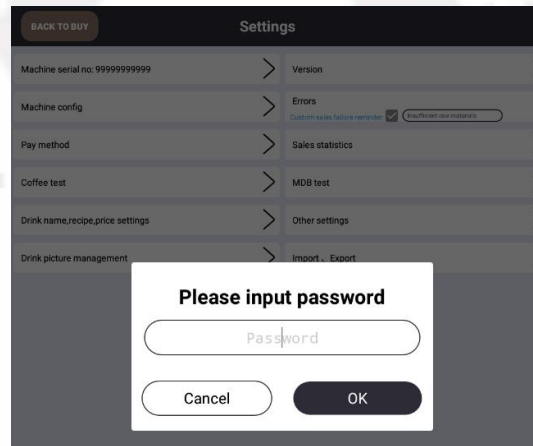 BACK TO BUY
Settings
Machine serial no: 99999999999
Version
Machine config
Errors
Custom sales failure reminder
Insufficient raw materials
Pay method
Sales statistics
Coffee test
MDB test
Drink name,recipe,price settings
Other settings
Drink picture management
Import、Export
Please input password
Password
Cancel
OK